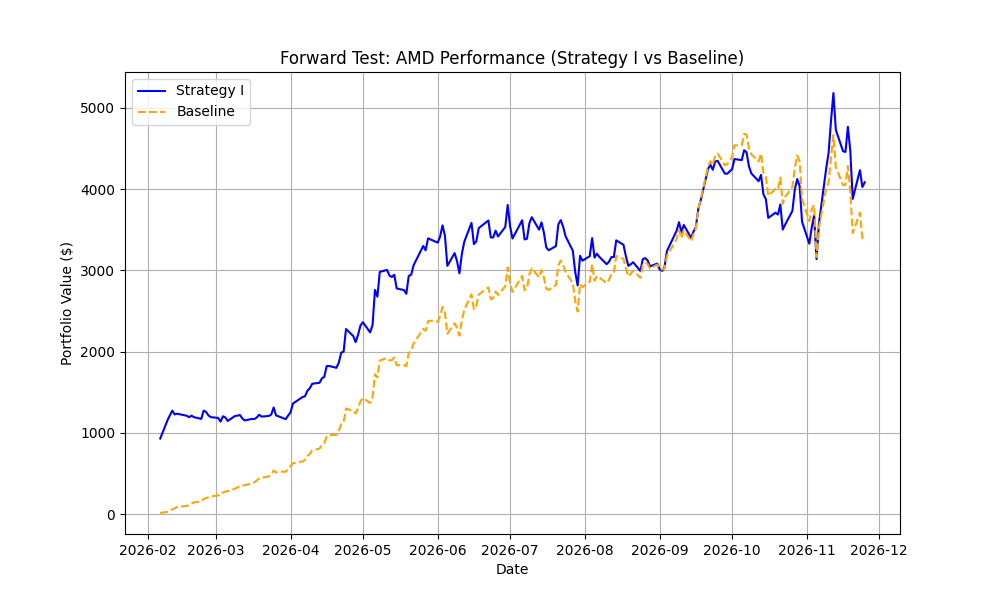 Forward Test: AMD Performance (Strategy I vs Baseline)
Strategy I
Baseline
Portfolio Value ($)
5000
4000
3000
2000
1000
0
2026-02 2026-03 2026-04 2026-05 2026-06 2026-07 2026-08 2026-09 2026-10 2026-11 2026-12
Date